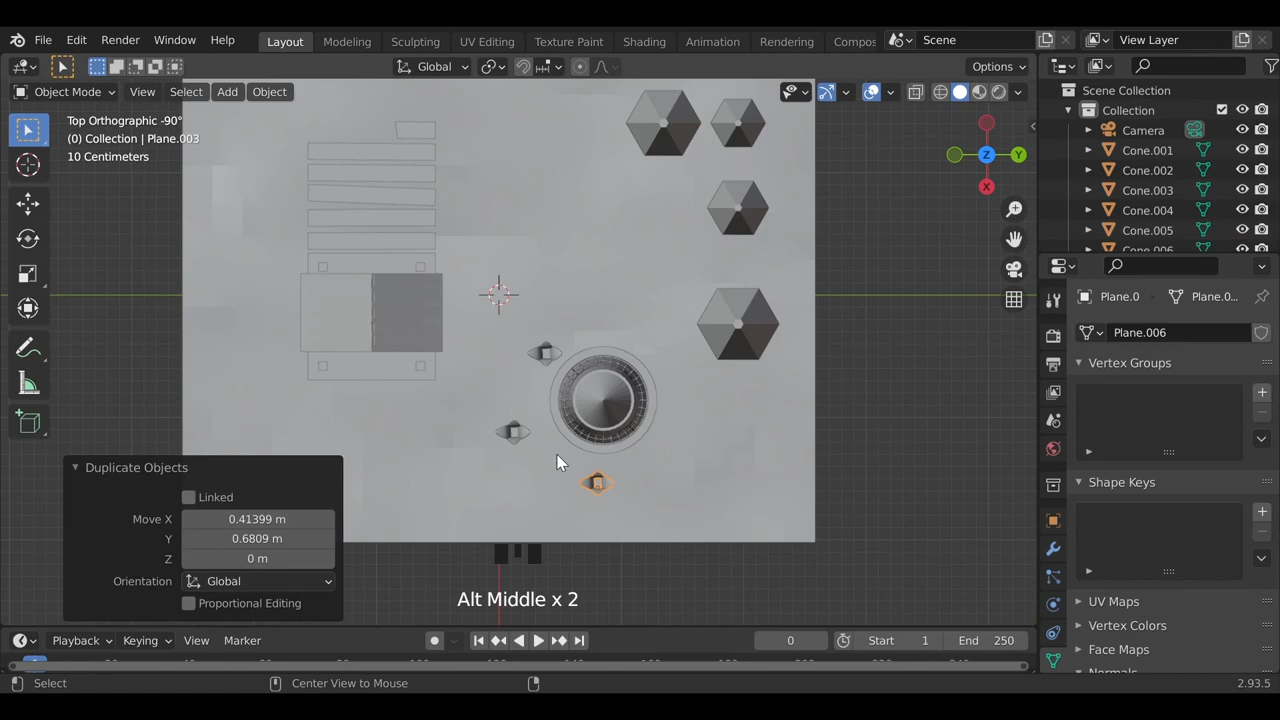 File Edit Render Window Help Layout Modeling Sculpting UV Editing Texture Paint Shading Animation Rendering Compos Scene View Layer
Global Options
Object Mode View Select Add Object
Scene Collection
Collection
Top Orthographic -90°
(0) Collection | Plane.003
10 Centimeters
Camera
Cone.001
Cone.002
Cone.003
Cone.004
Cone.005
Cone.006
Z Y X
Plane.0 Plane.0...
Plane.006
Vertex Groups
Shape Keys
UV Maps
Vertex Colors
Face Maps
Normals
Duplicate Objects
Linked
Move X 0.41399 m
Y 0.6809 m
Z 0 m
Orientation Global
Proportional Editing
Alt Middle x 2
Playback Keying View Marker 0 Start 1 End 250
Select Center View to Mouse 2.93.5